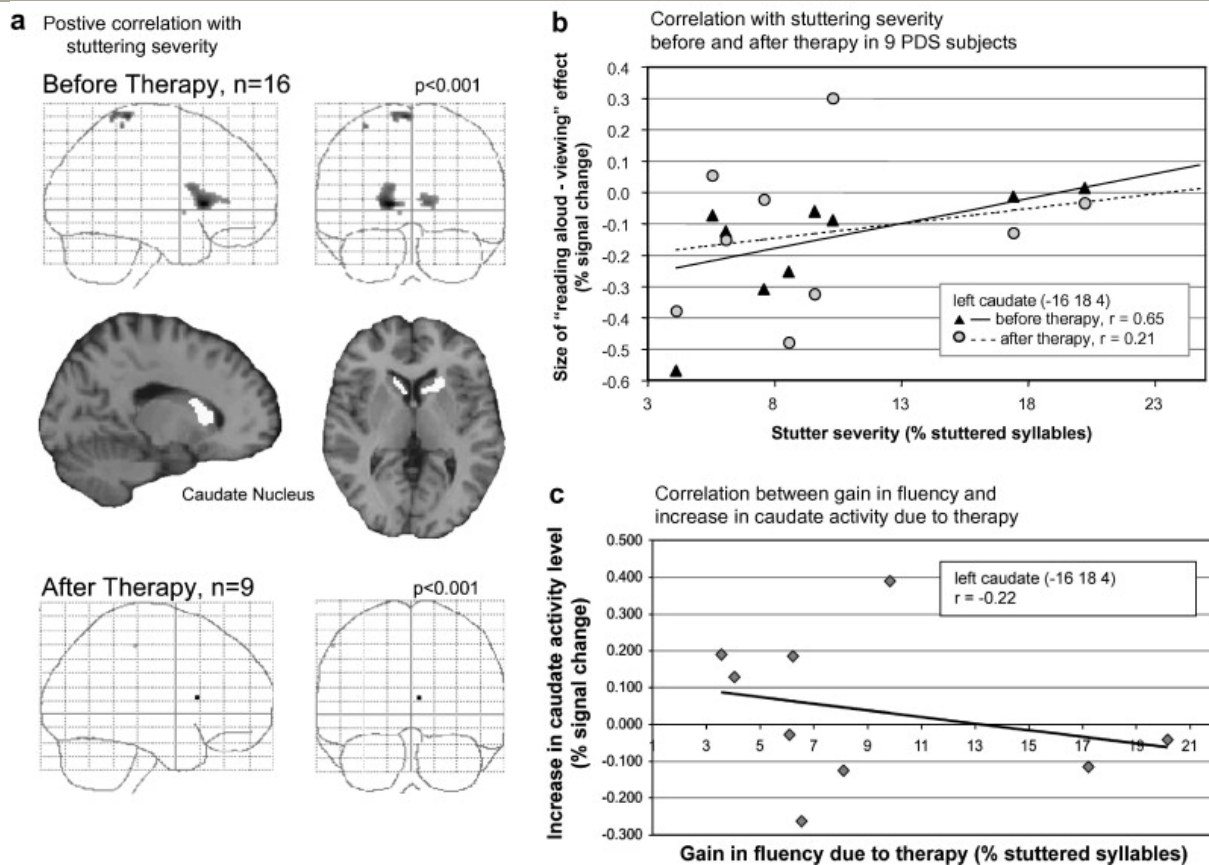 a Postive correlation with
stuttering severity
Before Therapy, n=16
p<0.001
Caudate Nucleus
After Therapy, n=9
p<0.001
b Correlation with stuttering severity
before and after therapy in 9 PDS subjects
Size of "reading aloud - viewing" effect
(% signal change)
0.4
0.3
0.2
0.1
0.0
-0.1
-0.2
-0.3
-0.4
-0.5
-0.6
left caudate (-16 18 4)
before therapy, r = 0.65
after therapy, r = 0.21
3 8 13 18 23
Stutter severity (% stuttered syllables)
c Correlation between gain in fluency and
increase in caudate activity due to therapy
Increase in caudate activity level
(% signal change)
0.500
0.400
0.300
0.200
0.100
0.000
-0.100
-0.200
-0.300
left caudate (-16 18 4)
r = -0.22
1 3 5 7 9 11 13 15 17 19 21
Gain in fluency due to therapy (% stuttered syllables)